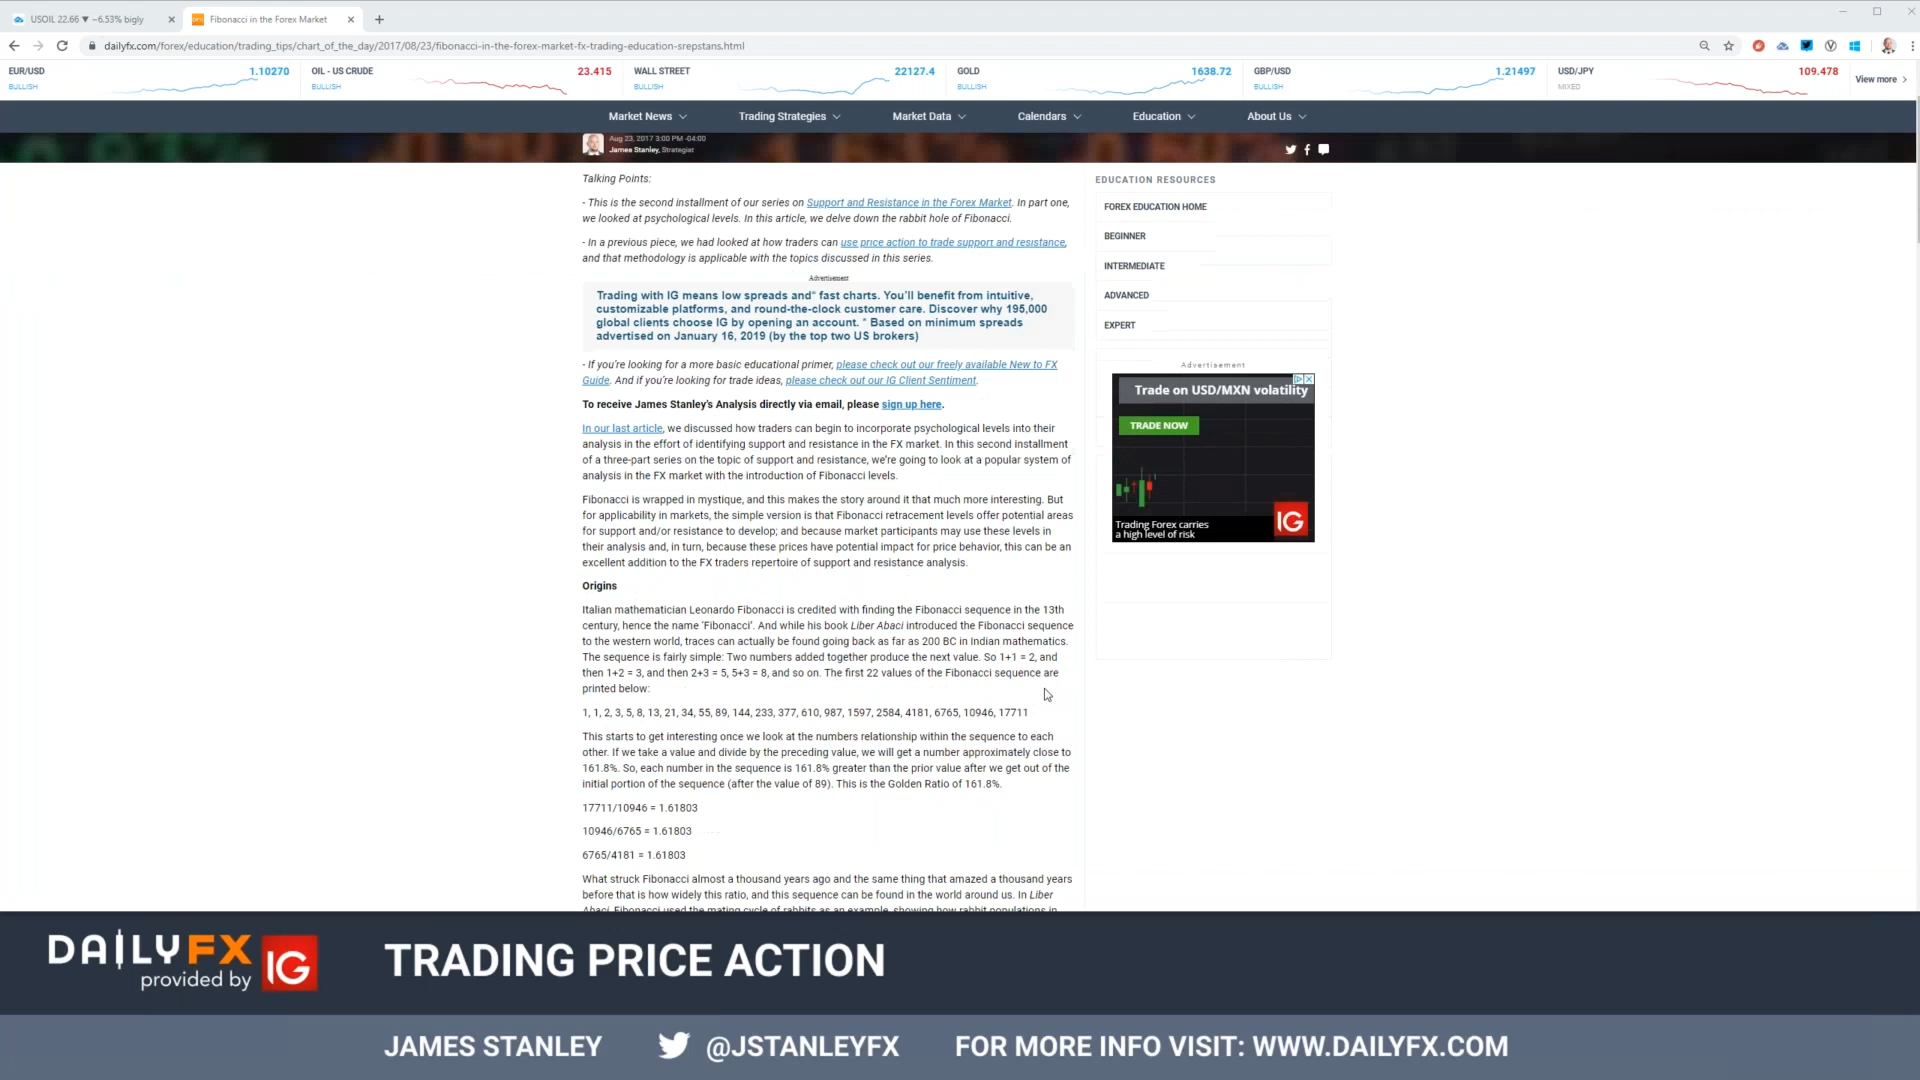 USOIL 22.66 ▼ −6.53% bigly
Fibonacci in the Forex Market
dailyfx.com/forex/education/trading_tips/chart_of_the_day/2017/08/23/fibonacci-in-the-forex-market-fx-trading-education-srepstans.html
EUR/USD 1.10270
BULLISH
OIL - US CRUDE 23.415
BULLISH
WALL STREET 22127.4
BULLISH
GOLD 1638.72
BULLISH
GBP/USD 1.21497
BULLISH
USD/JPY 109.478
MIXED
View more
Market News
Trading Strategies
Market Data
Calendars
Education
About Us
Aug 23, 2017 3:00 PM -04:00
James Stanley, Strategist
Talking Points:
- This is the second installment of our series on Support and Resistance in the Forex Market. In part one,
we looked at psychological levels. In this article, we delve down the rabbit hole of Fibonacci.
- In a previous piece, we had looked at how traders can use price action to trade support and resistance,
and that methodology is applicable with the topics discussed in this series.
Advertisement
Trading with IG means low spreads and* fast charts. You'll benefit from intuitive,
customizable platforms, and round-the-clock customer care. Discover why 195,000
global clients choose IG by opening an account. * Based on minimum spreads
advertised on January 16, 2019 (by the top two US brokers)
- If you're looking for a more basic educational primer, please check out our freely available New to FX
Guide. And if you're looking for trade ideas, please check out our IG Client Sentiment.
To receive James Stanley's Analysis directly via email, please sign up here.
In our last article, we discussed how traders can begin to incorporate psychological levels into their
analysis in the effort of identifying support and resistance in the FX market. In this second installment
of a three-part series on the topic of support and resistance, we're going to look at a popular system of
analysis in the FX market with the introduction of Fibonacci levels.
Fibonacci is wrapped in mystique, and this makes the story around it that much more interesting. But
for applicability in markets, the simple version is that Fibonacci retracement levels offer potential areas
for support and/or resistance to develop; and because market participants may use these levels in
their analysis and, in turn, because these prices have potential impact for price behavior, this can be an
excellent addition to the FX traders repertoire of support and resistance analysis.
Origins
Italian mathematician Leonardo Fibonacci is credited with finding the Fibonacci sequence in the 13th
century, hence the name 'Fibonacci'. And while his book Liber Abaci introduced the Fibonacci sequence
to the western world, traces can actually be found going back as far as 200 BC in Indian mathematics.
The sequence is fairly simple: Two numbers added together produce the next value. So 1+1 = 2, and
then 1+2 = 3, and then 2+3 = 5, 5+3 = 8, and so on. The first 22 values of the Fibonacci sequence are
printed below:
1, 1, 2, 3, 5, 8, 13, 21, 34, 55, 89, 144, 233, 377, 610, 987, 1597, 2584, 4181, 6765, 10946, 17711
This starts to get interesting once we look at the numbers relationship within the sequence to each
other. If we take a value and divide by the preceding value, we will get a number approximately close to
161.8%. So, each number in the sequence is 161.8% greater than the prior value after we get out of the
initial portion of the sequence (after the value of 89). This is the Golden Ratio of 161.8%.
17711/10946 = 1.61803
10946/6765 = 1.61803
6765/4181 = 1.61803
What struck Fibonacci almost a thousand years ago and the same thing that amazed a thousand years
before that is how widely this ratio, and this sequence can be found in the world around us. In Liber
Abaci, Fibonacci used the mating cycle of rabbits as an example, showing how rabbit populations in
EDUCATION RESOURCES
FOREX EDUCATION HOME
BEGINNER
INTERMEDIATE
ADVANCED
EXPERT
Advertisement
Trade on USD/MXN volatility
TRADE NOW
Trading Forex carries
a high level of risk
IG
DAILYFX
provided by IG
TRADING PRICE ACTION
JAMES STANLEY @JSTANLEYFX FOR MORE INFO VISIT: WWW.DAILYFX.COM